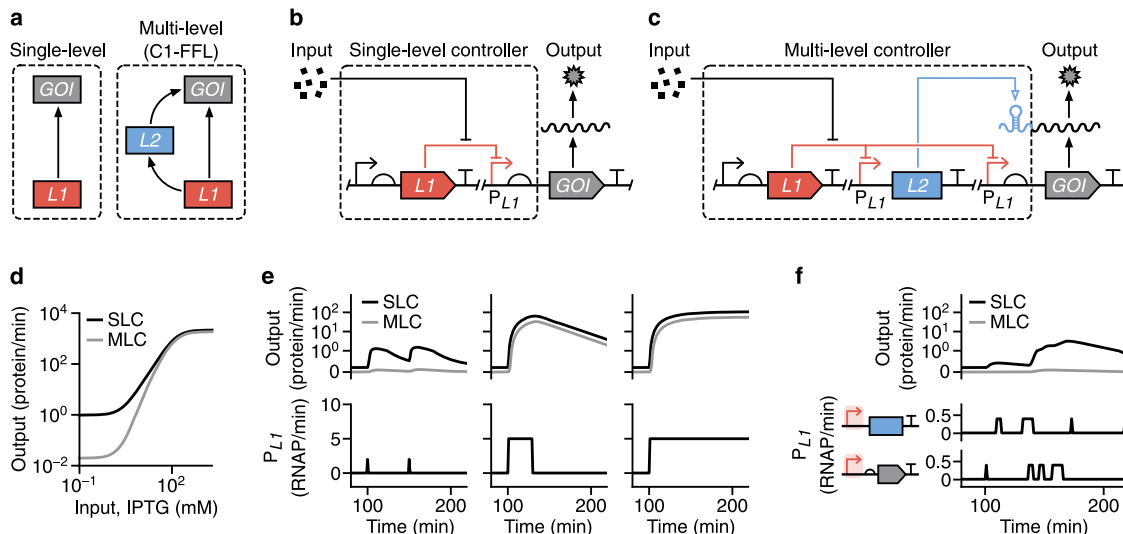 a
Single-level
GOI
L1
Multi-level
(C1-FFL)
GOI
L2
L1
b
Input
Single-level controller
Output
L1
P_L1
GOI
c
Input
Multi-level controller
Output
L1
P_L1
L2
P_L1
GOI
d
Output (protein/min)
10^4
10^2
10^0
10^-2
SLC
MLC
10^-1
10^2
Input, IPTG (mM)
e
Output
(protein/min)
10^2
10^1
10^0
0
SLC
MLC
P_L1
(RNAP/min)
10
5
0
100
200
Time (min)
100
200
Time (min)
100
200
Time (min)
f
Output
(protein/min)
10^2
10^1
10^0
0
SLC
MLC
P_L1
(RNAP/min)
0.5
0
0.5
0
100
200
Time (min)